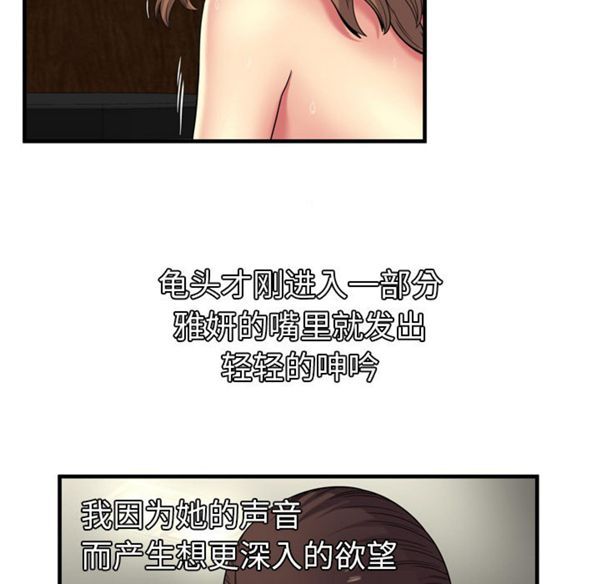 龟头才刚进入一部分
雅妍的嘴里就发出
轻轻的呻吟
我因为她的声音
而产生想更深入的欲望